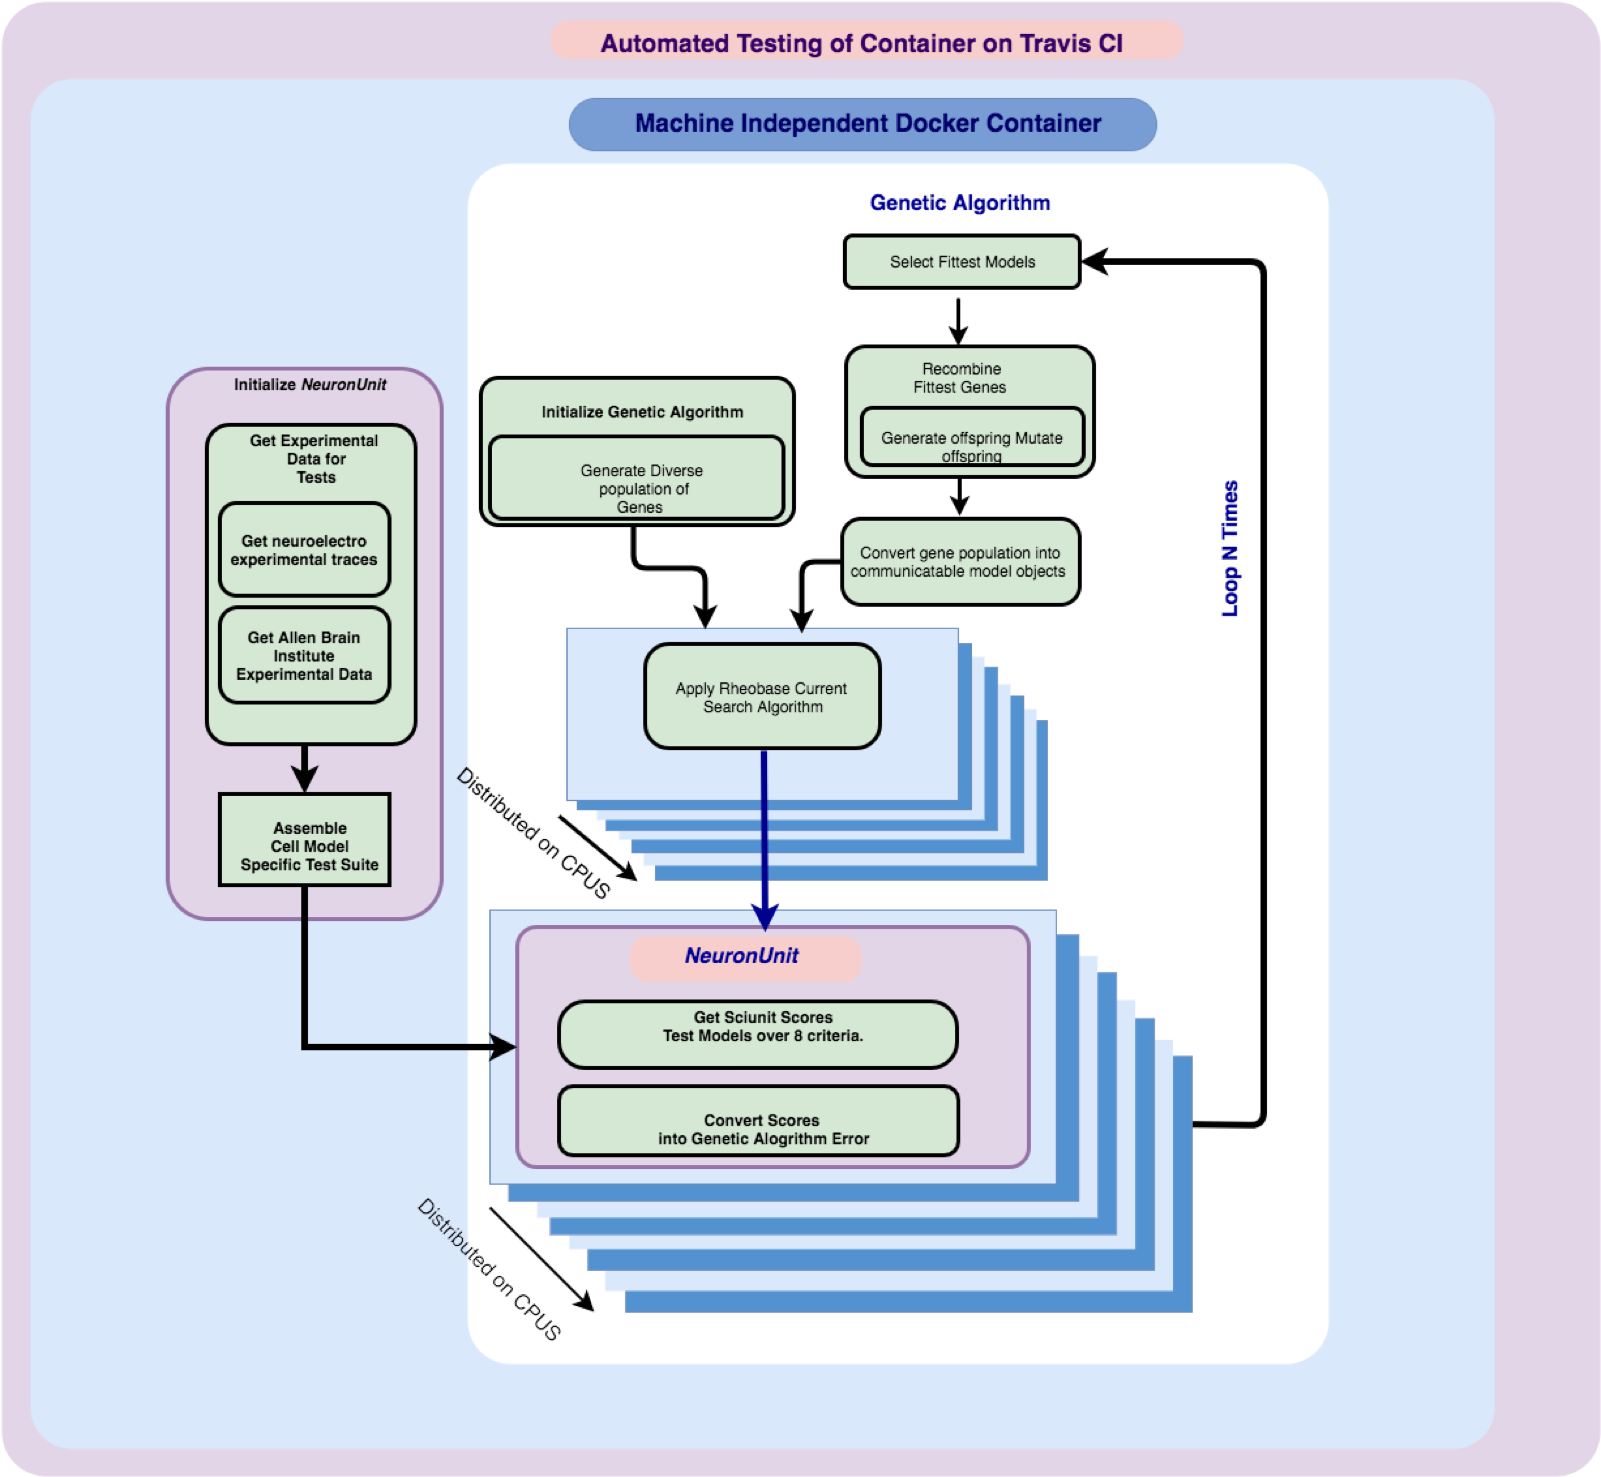 Automated Testing of Container on Travis CI
Machine Independent Docker Container
Genetic Algorithm
Select Fittest Models
Recombine
Fittest Genes
Generate offspring Mutate
offspring
Initialize NeuronUnit
Get Experimental
Data for
Tests
Get neuroelectro
experimental traces
Get Allen Brain
Institute
Experimental Data
Assemble
Cell Model
Specific Test Suite
Initialize Genetic Algorithm
Generate Diverse
population of
Genes
Convert gene population into
communicatable model objects
Loop N Times
Apply Rheobase Current
Search Algorithm
Distributed on CPUS
NeuronUnit
Get Sciunit Scores
Test Models over 8 criteria.
Convert Scores
into Genetic Alogrithm Error
Distributed on CPUS